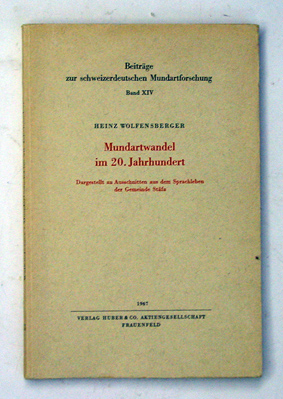 Beiträge
zur schweizerdeutschen Mundartforschung
Band XIV
HEINZ WOLFENSBERGER
Mundartwandel
im 20. Jahrhundert
Dargestellt an Ausschnitten aus dem Sprachleben
der Gemeinde Stäfa
1967
VERLAG HUBER & CO. AKTIENGESELLSCHAFT
FRAUENFELD